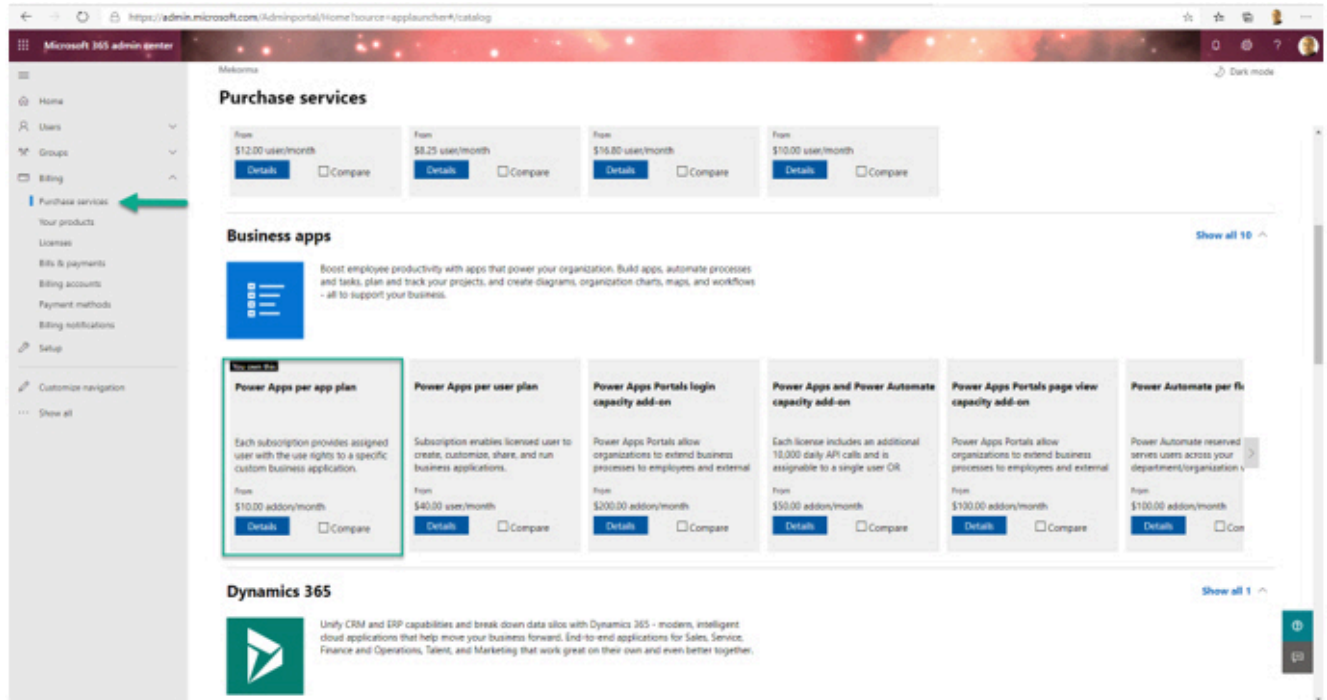 https://admin.microsoft.com/Adminportal/Home?source=applauncher#/catalog
Microsoft 365 admin center
Mekorma
Dark mode
Home
Users
Groups
Billing
Purchase services
Your products
Licenses
Bills & payments
Billing accounts
Payment methods
Billing notifications
Setup
Customize navigation
Show all
Purchase services
From
$12.00 user/month
Details
Compare
From
$8.25 user/month
Details
Compare
From
$16.80 user/month
Details
Compare
From
$10.00 user/month
Details
Compare
Business apps
Show all 10
Boost employee productivity with apps that power your organization. Build apps, automate processes
and tasks, plan and track your projects, and create diagrams, organization charts, maps, and workflows
- all to support your business.
You own this
Power Apps per app plan
Each subscription provides assigned
user with the use rights to a specific
custom business application.
From
$10.00 addon/month
Details
Compare
Power Apps per user plan
Subscription enables licensed user to
create, customize, share, and run
business applications.
From
$40.00 user/month
Details
Compare
Power Apps Portals login
capacity add-on
Power Apps Portals allow
organizations to extend business
processes to employees and external
From
$200.00 addon/month
Details
Compare
Power Apps and Power Automate
capacity add-on
Each license includes an additional
10,000 daily API calls and is
assignable to a single user OR
From
$50.00 addon/month
Details
Compare
Power Apps Portals page view
capacity add-on
Power Apps Portals allow
organizations to extend business
processes to employees and external
From
$100.00 addon/month
Details
Compare
Power Automate per flo
Power Automate reserved
serves users across your
department/organization
From
$100.00 addon/month
Details
Con
Dynamics 365
Show all 1
Unify CRM and ERP capabilities and break down data silos with Dynamics 365 - modern, intelligent
cloud applications that help move your business forward. End-to-end applications for Sales, Service,
Finance and Operations, Talent, and Marketing that work great on their own and even better together.